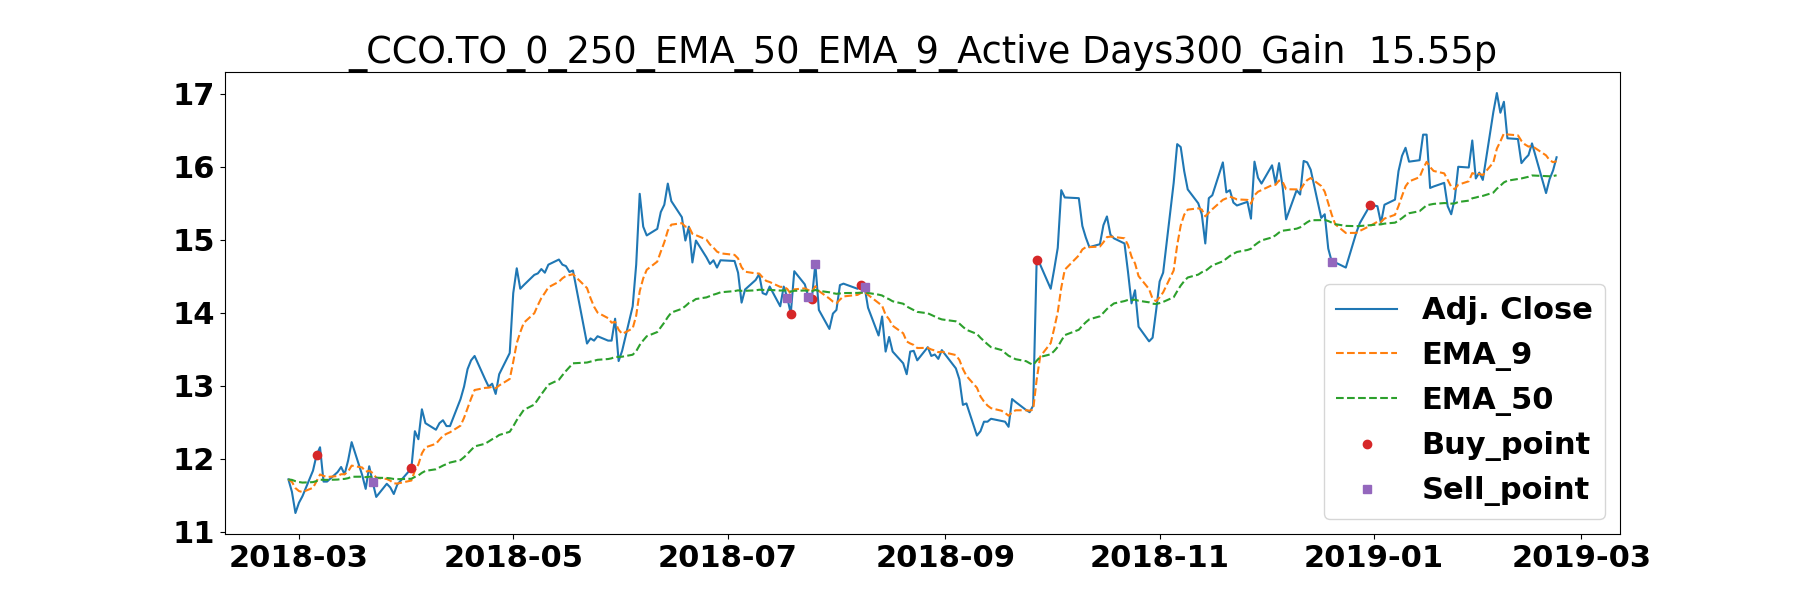 _CCO.TO_0_250_EMA_50_EMA_9_Active Days300_Gain  15.55p
17
16
15
14
13
12
11
2018-03 2018-05 2018-07 2018-09 2018-11 2019-01 2019-03
Adj. Close
EMA_9
EMA_50
Buy_point
Sell_point